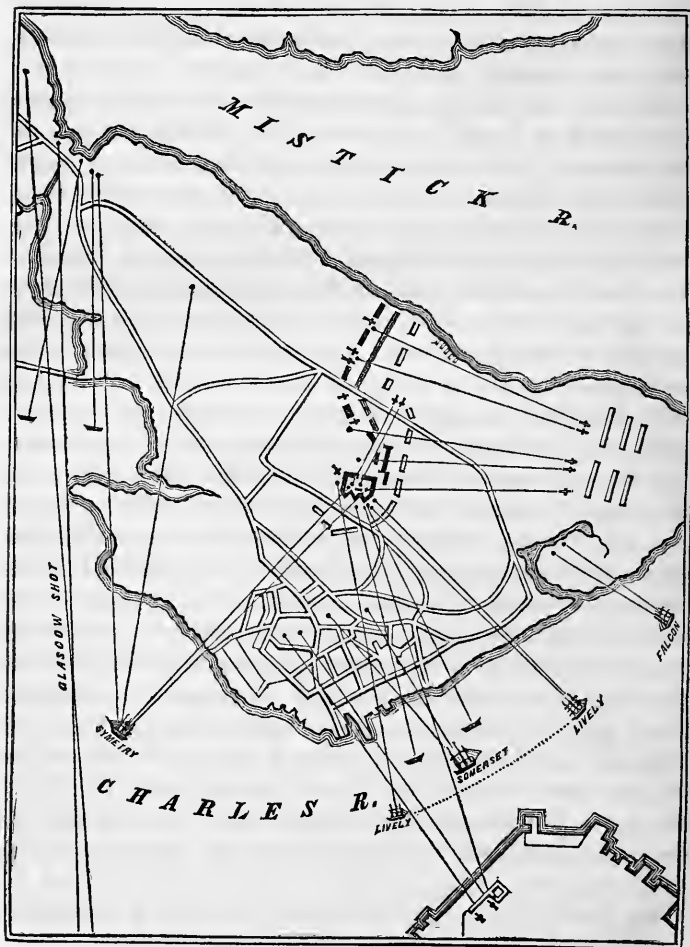 MISTICK R.
GLASGOW SHOT
FALCON
LIVELY
SYMETRY
SOMERSET
CHARLES R.
LIVELY